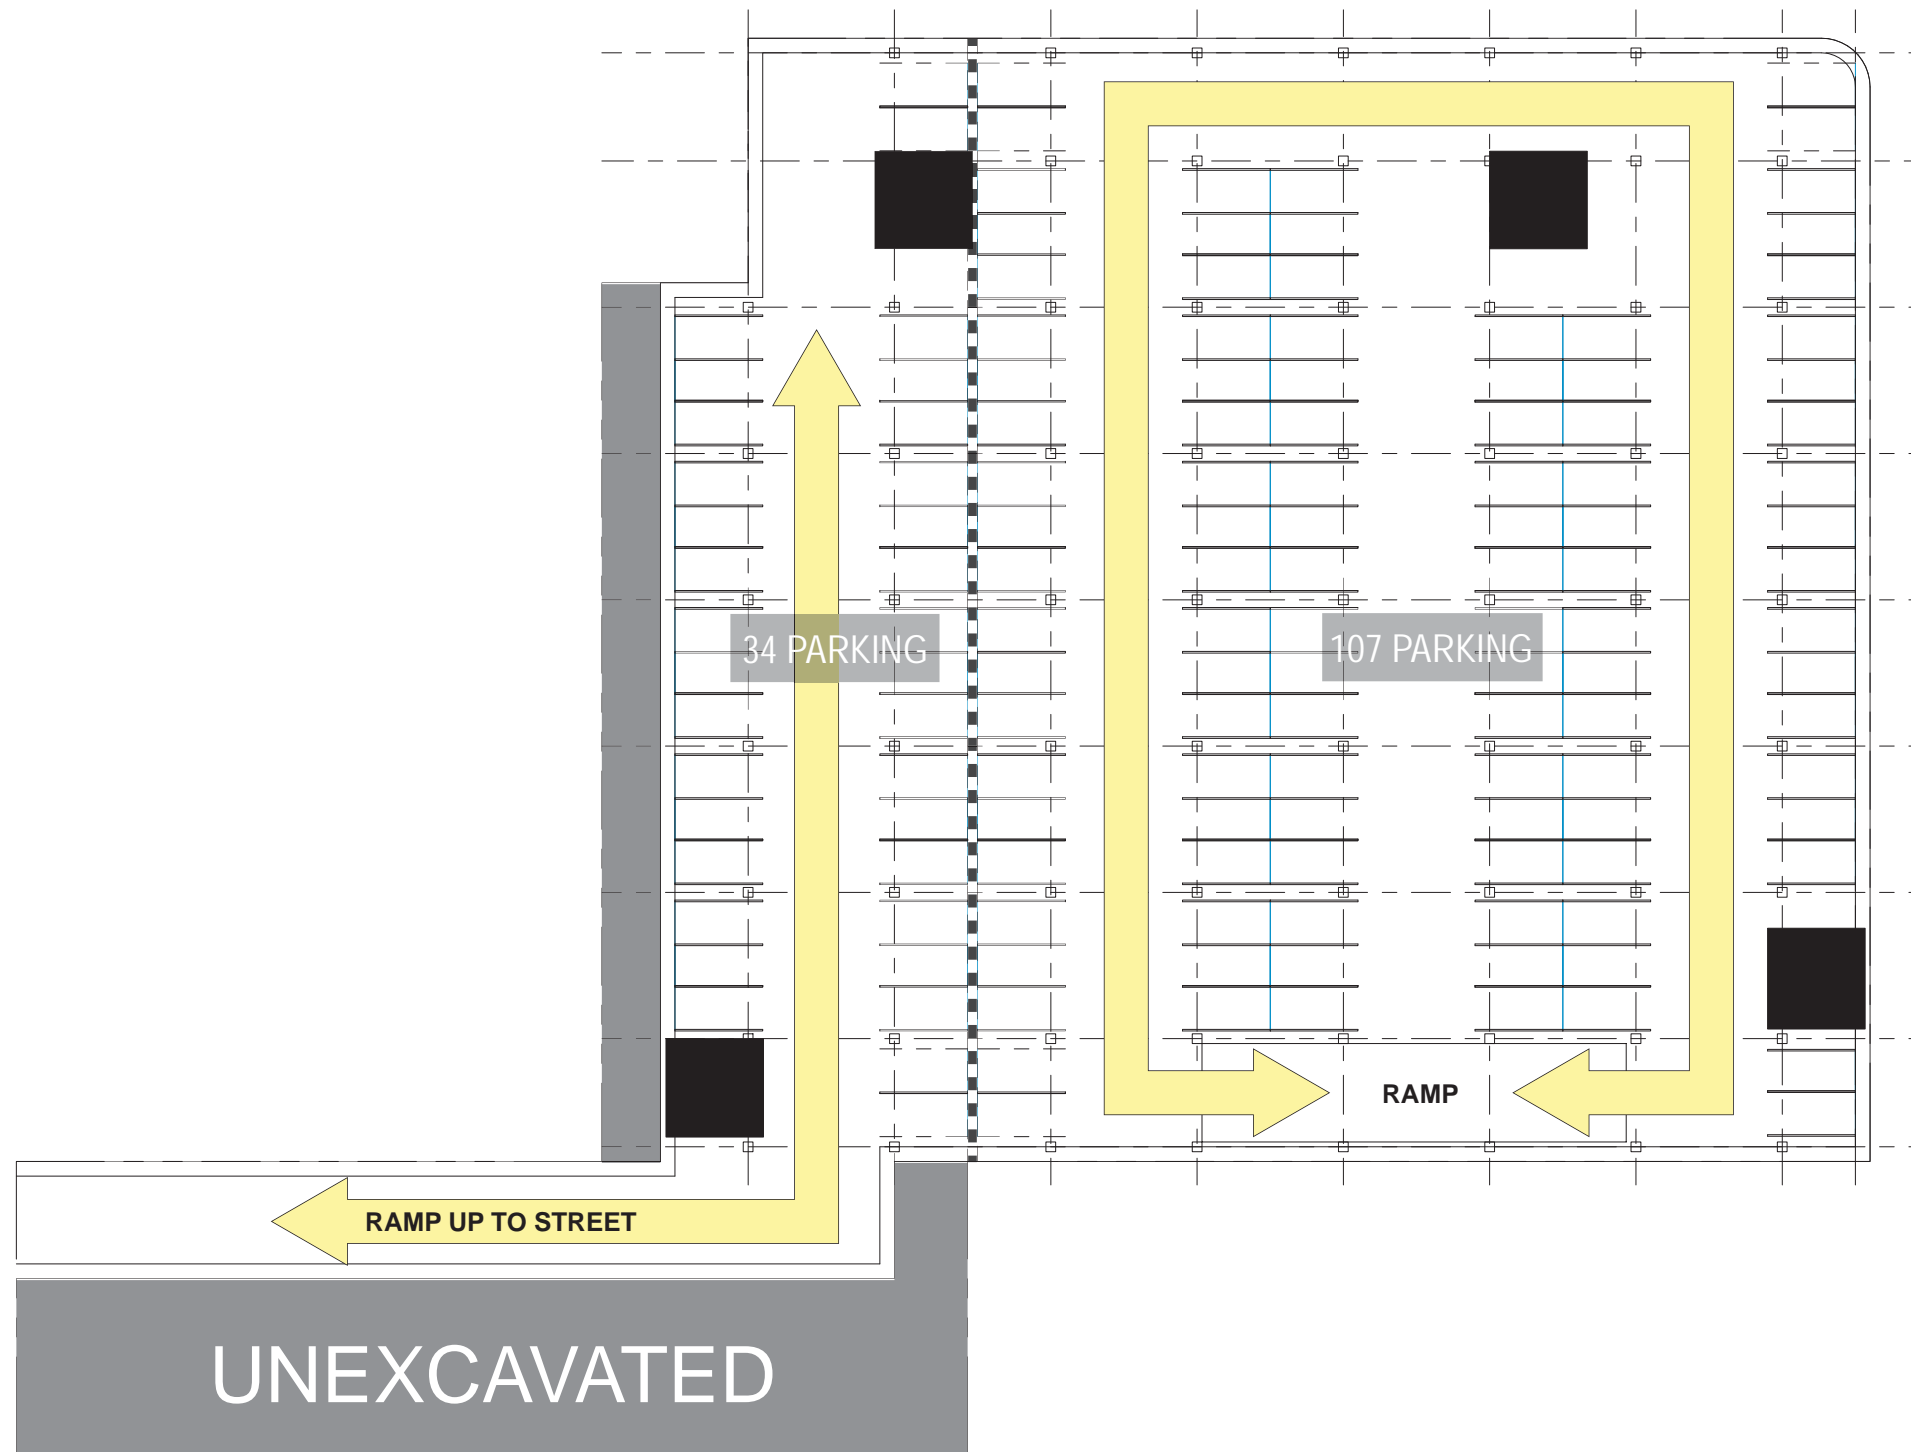 34 PARKING
107 PARKING
RAMP
RAMP UP TO STREET
UNEXCAVATED